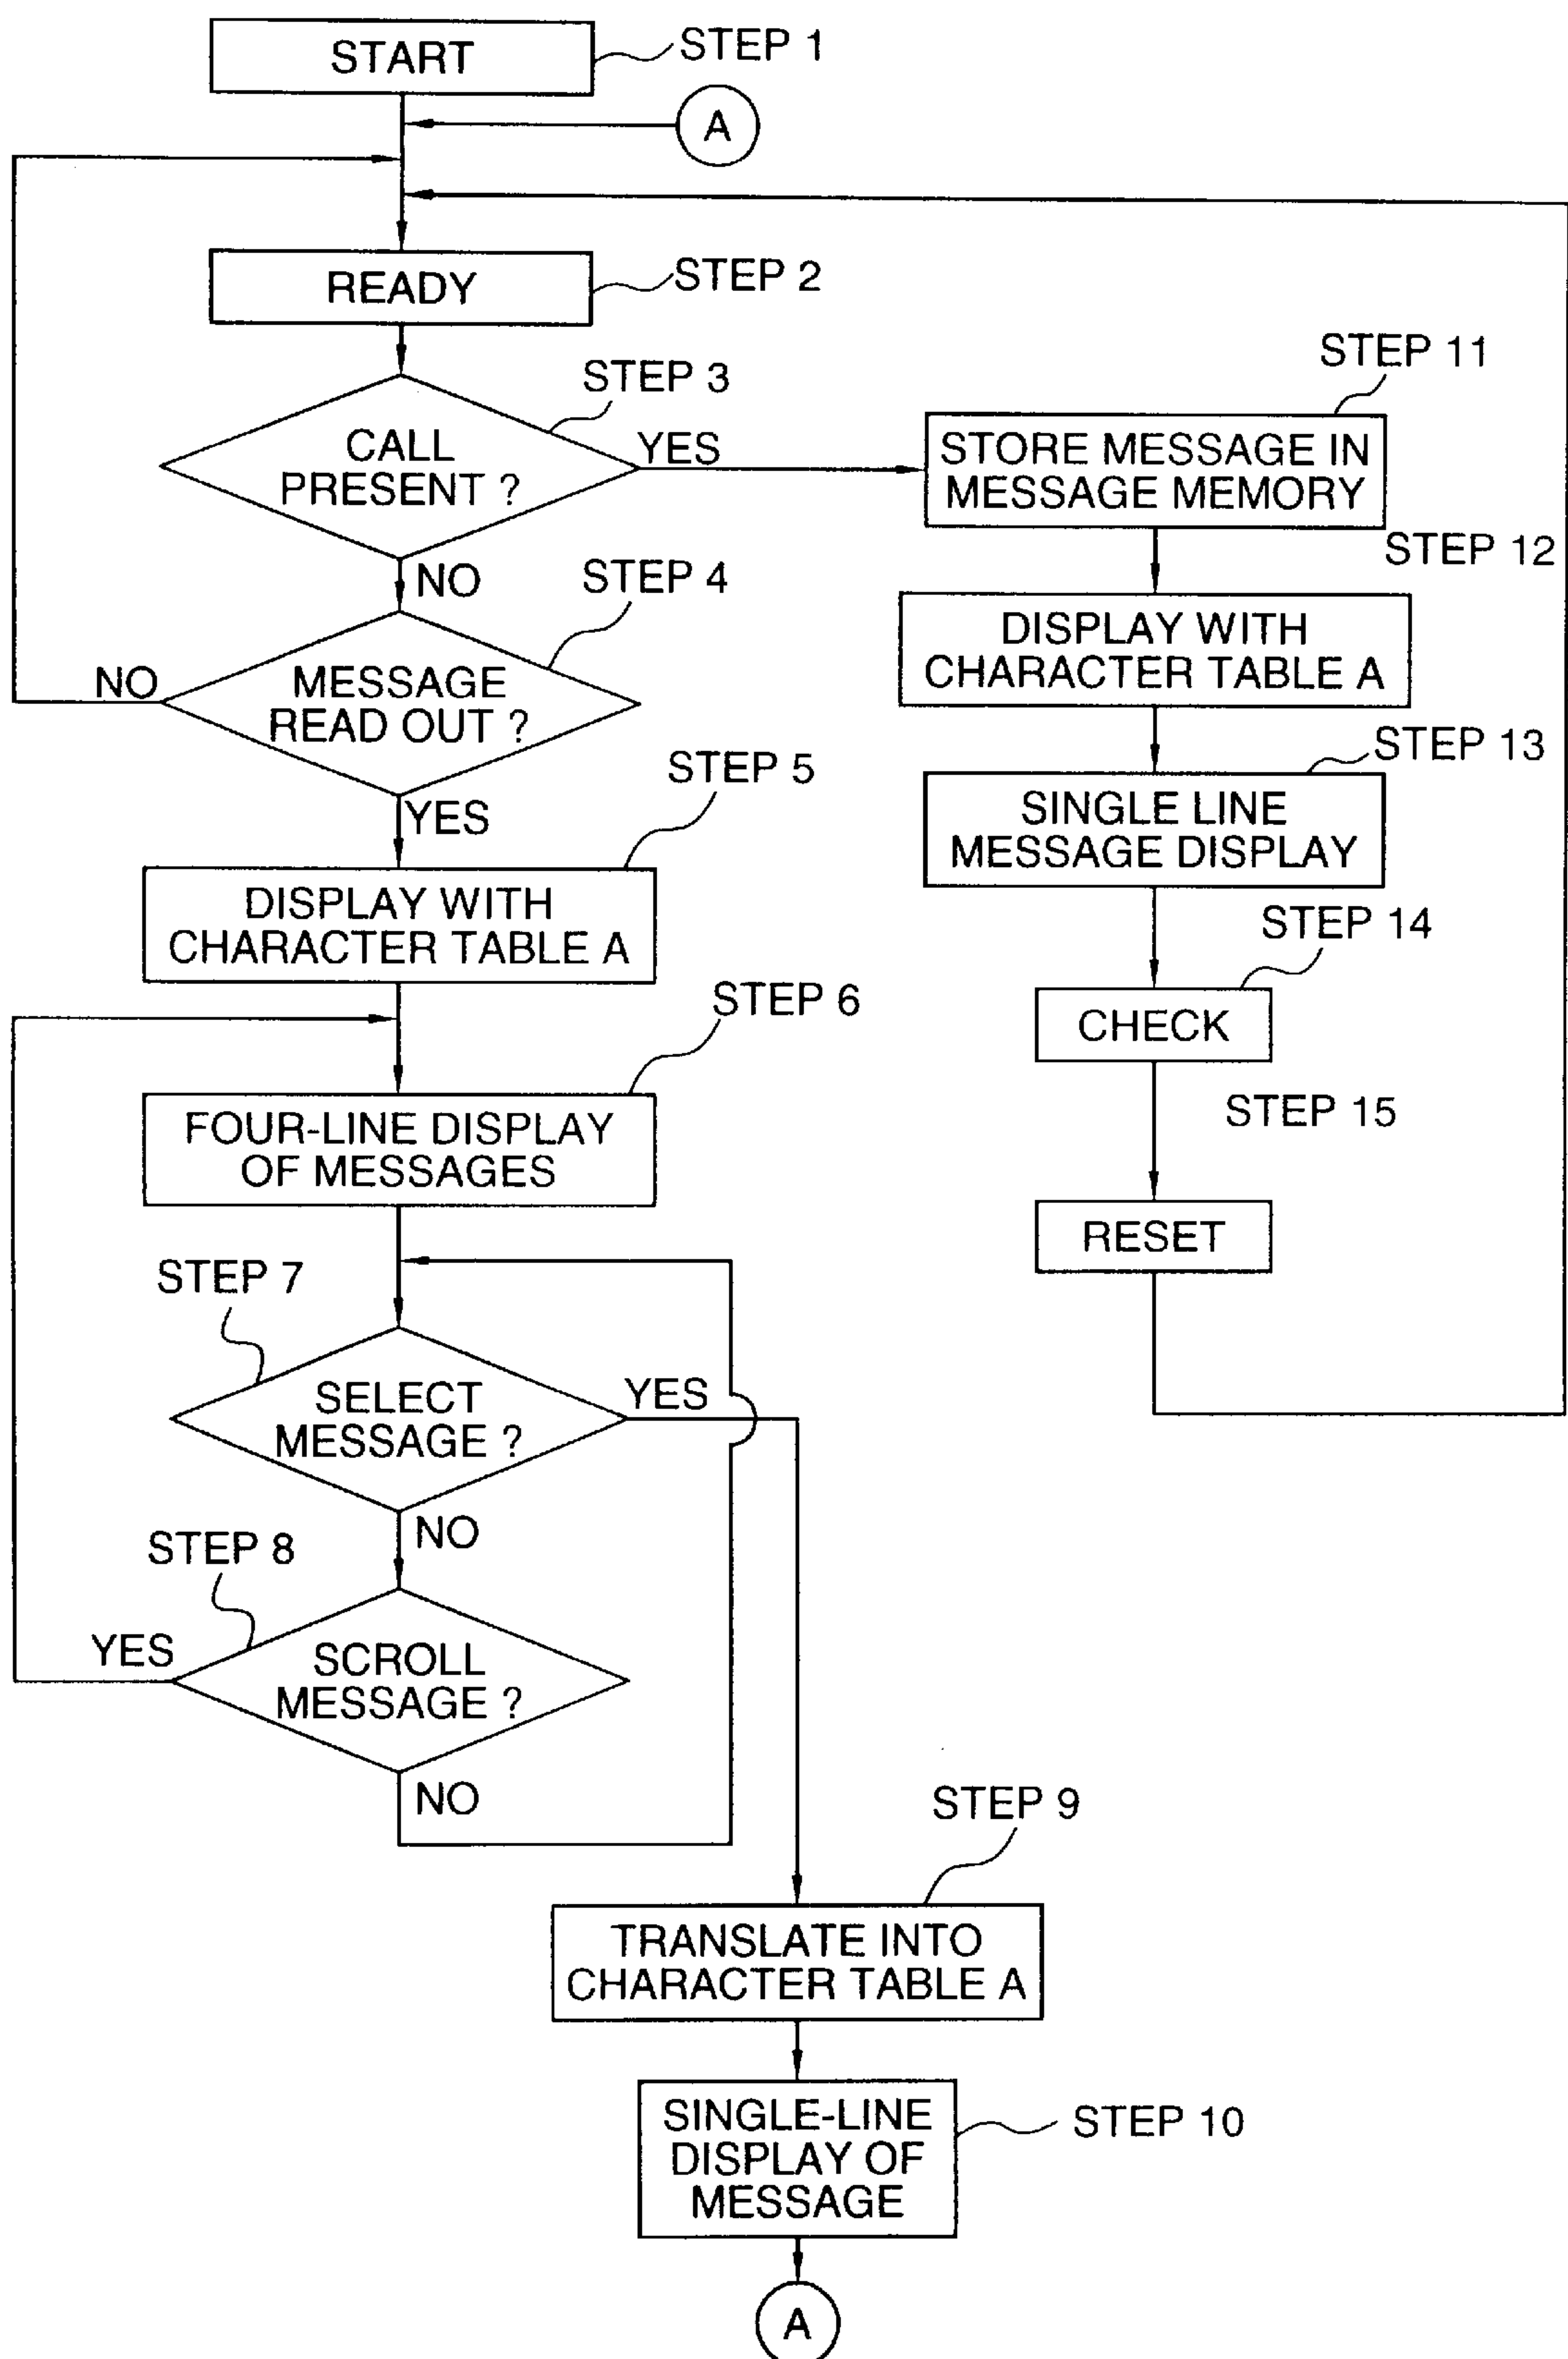 START
STEP 1
A
READY
STEP 2
STEP 3
CALL
PRESENT ?
YES
NO
STEP 4
MESSAGE
READ OUT ?
NO
YES
STEP 5
DISPLAY WITH
CHARACTER TABLE A
STEP 6
FOUR-LINE DISPLAY
OF MESSAGES
STEP 7
SELECT
MESSAGE ?
YES
NO
STEP 8
SCROLL
MESSAGE ?
YES
NO
STEP 9
TRANSLATE INTO
CHARACTER TABLE A
SINGLE-LINE
DISPLAY OF
MESSAGE
STEP 10
A
STEP 11
STORE MESSAGE IN
MESSAGE MEMORY
STEP 12
DISPLAY WITH
CHARACTER TABLE A
STEP 13
SINGLE LINE
MESSAGE DISPLAY
STEP 14
CHECK
STEP 15
RESET